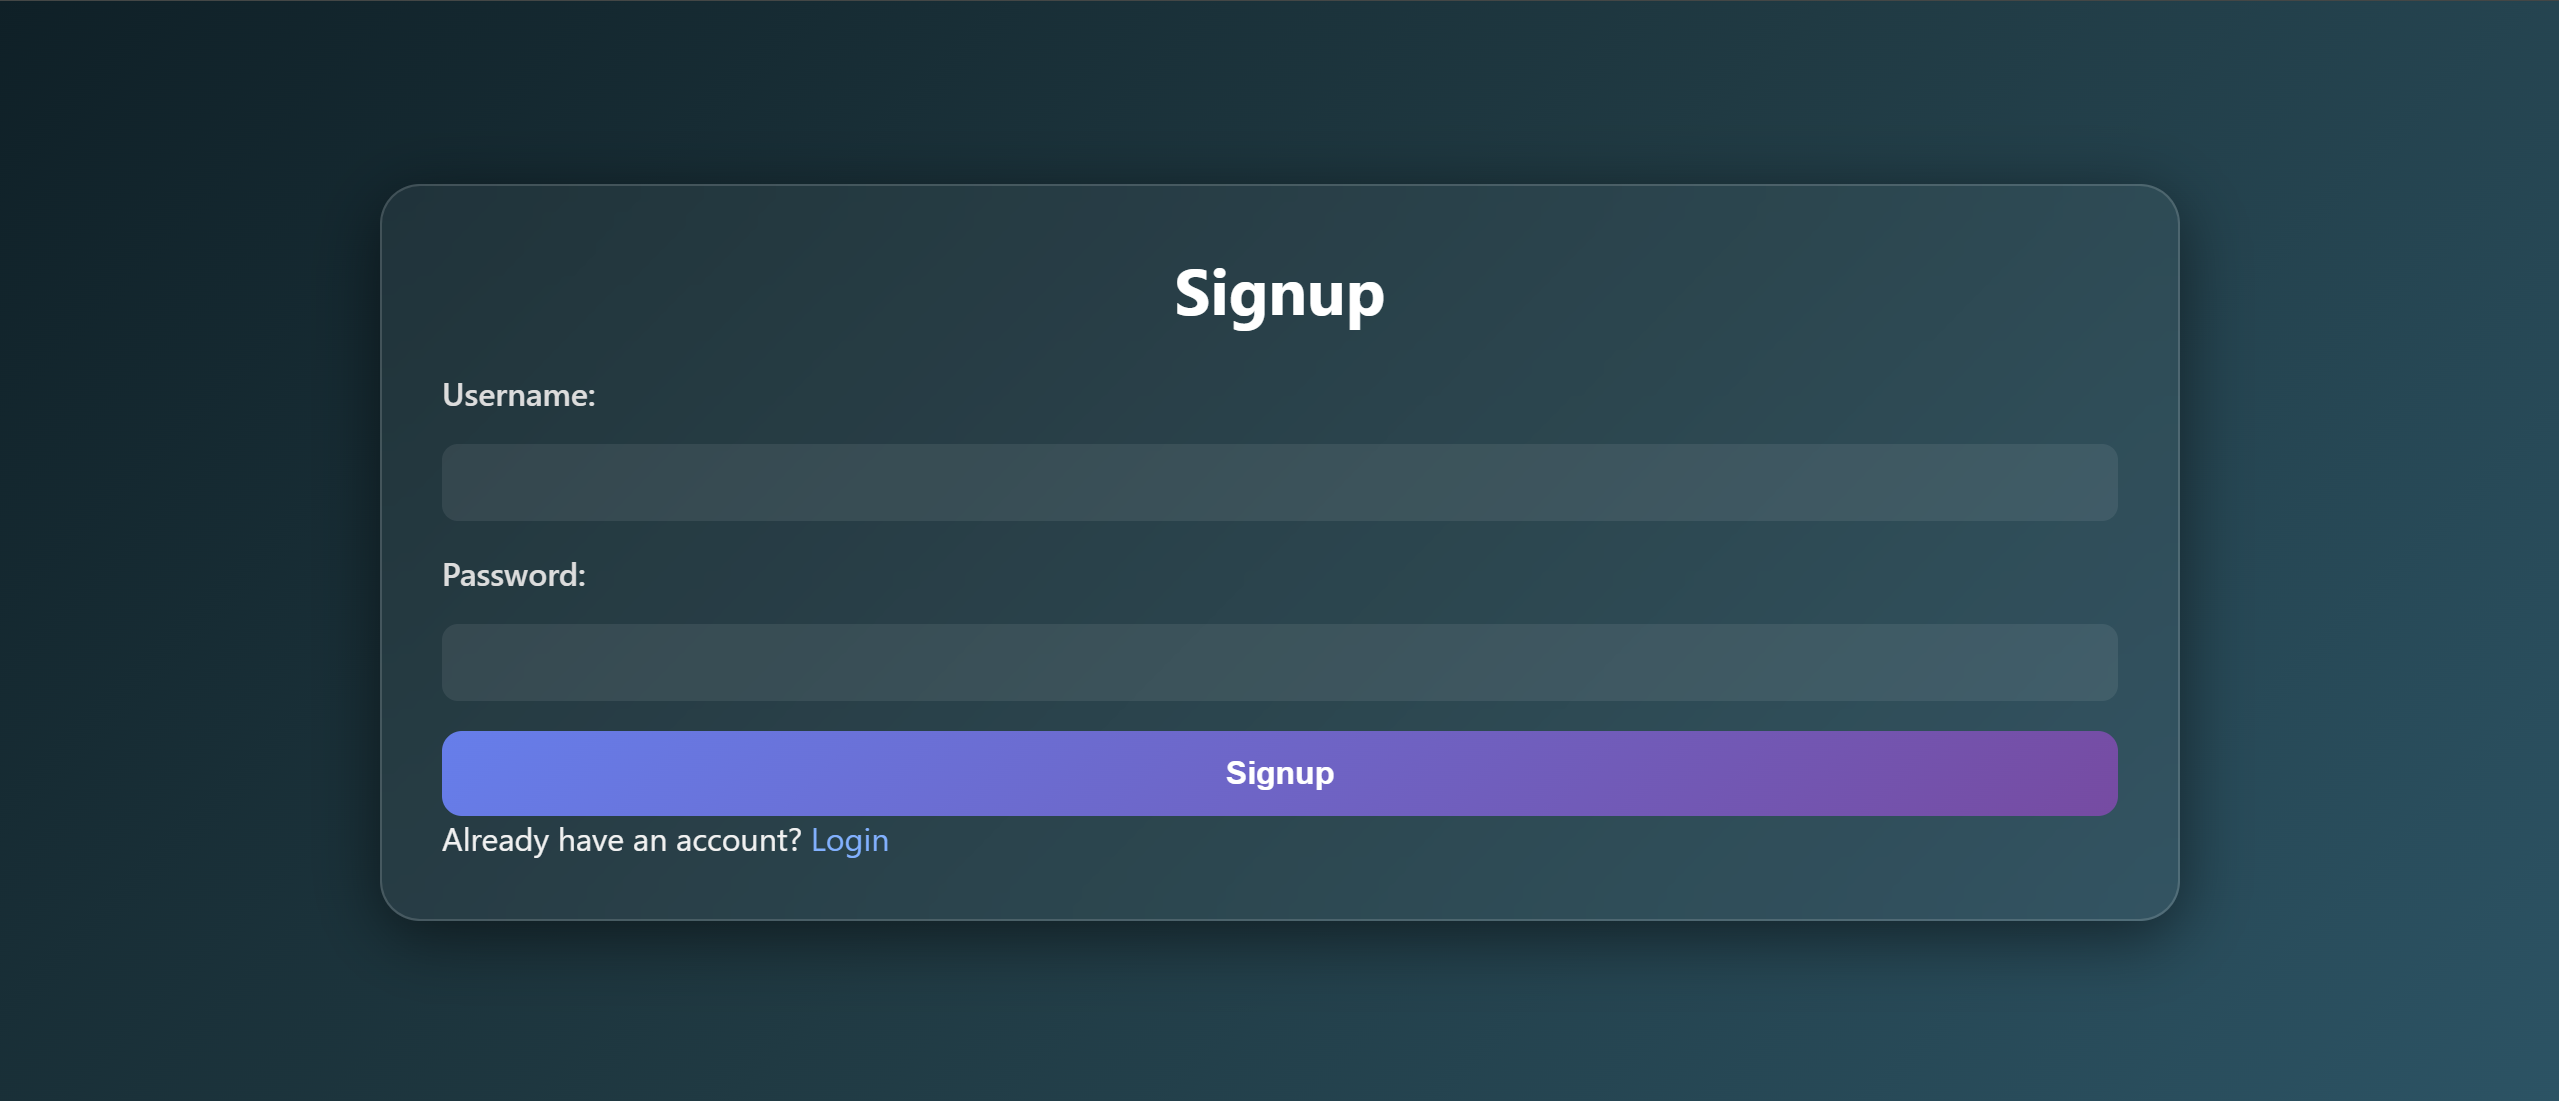 Signup
Username:
Password:
Signup
Already have an account? Login